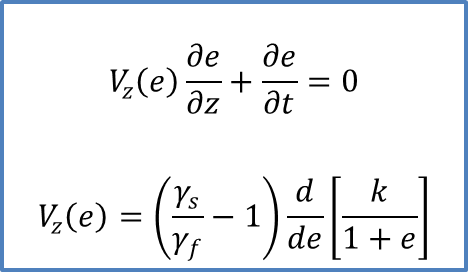 V_z(e) ∂e/∂z + ∂e/∂t = 0
V_z(e) = (γ_s/γ_f − 1) d/de [k/(1 + e)]